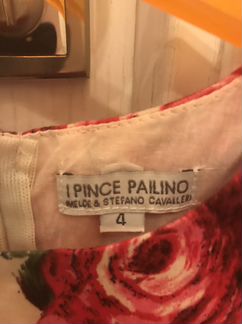 I PINCE PAILINO
(MELOE & STEFANO CAVALLERI)
4